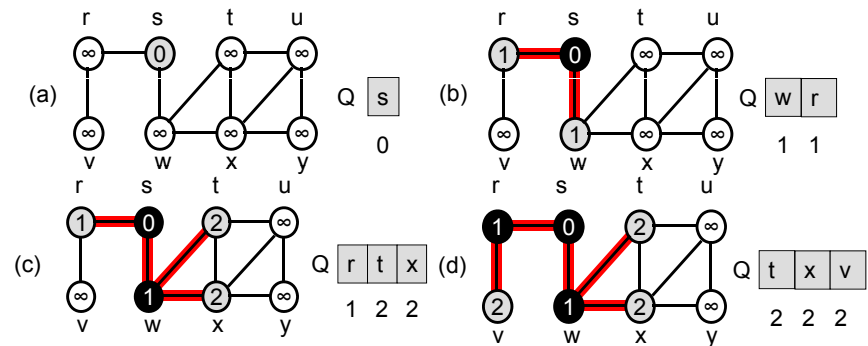 r s t u
∞ 0 ∞ ∞
(a)
Q s
0
∞ ∞ ∞ ∞
v w x y
r s t u
1 0 ∞ ∞
(b)
Q w r
1 1
∞ 1 ∞ ∞
v w x y
r s t u
1 0 2 ∞
(c)
Q r t x
1 2 2
∞ 1 2 ∞
v w x y
r s t u
1 0 2 ∞
(d)
Q t x v
2 2 2
2 1 2 ∞
v w x y